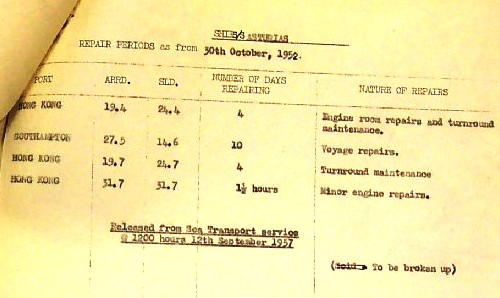 S/S ASTURIAS
REPAIR PERIODS as from 30th October, 1952.
PORT ARRD. SLD. NUMBER OF DAYS REPAIRING NATURE OF REPAIRS
HONG KONG 19.4 24.4 4 Engine room repairs and turnround
maintenance.
SOUTHAMPTON 27.5 14.6 10 Voyage repairs.
HONG KONG 19.7 24.7 4 Turnround maintenance
HONG KONG 31.7 31.7 1½ hours Minor engine repairs.
Released from Sea Transport service
@ 1200 hours 12th September 1957
(Sold To be broken up)